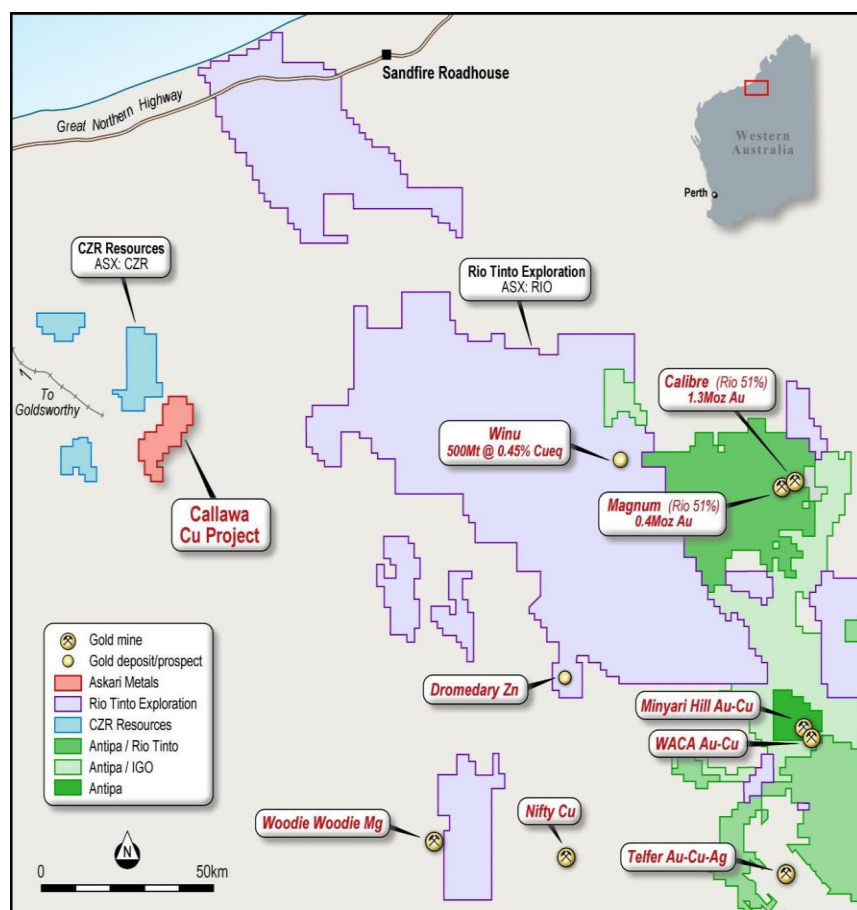 Sandfire Roadhouse
Great Northern Highway
Western
Australia
Perth
CZR Resources
ASX: CZR
Rio Tinto Exploration
ASX: RIO
To
Goldsworthy
Calibre (Rio 51%)
1.3Moz Au
Winu
500Mt @ 0.45% Cueq
Magnum (Rio 51%)
0.4Moz Au
Callawa
Cu Project
Gold mine
Gold deposit/prospect
Askari Metals
Rio Tinto Exploration
CZR Resources
Antipa / Rio Tinto
Antipa / IGO
Antipa
Dromedary Zn
Minyari Hill Au-Cu
WACA Au-Cu
Woodie Woodie Mg
Nifty Cu
Telfer Au-Cu-Ag
N
0
50km